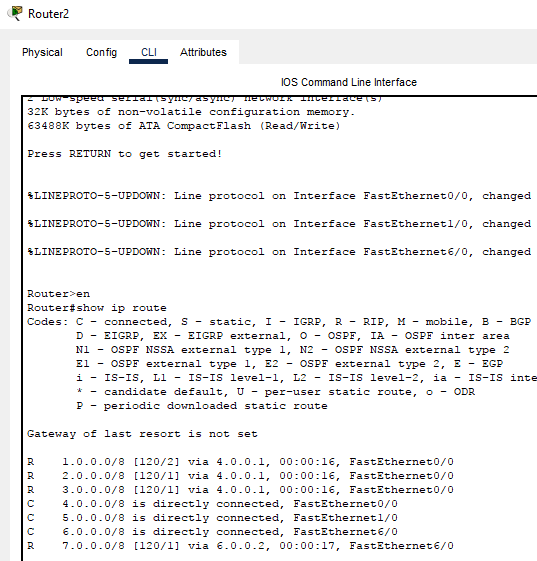 Router2
Physical Config CLI Attributes
IOS Command Line Interface
2 Low-speed serial(sync/async) network interface(s)
32K bytes of non-volatile configuration memory.
63488K bytes of ATA CompactFlash (Read/Write)
Press RETURN to get started!
%LINEPROTO-5-UPDOWN: Line protocol on Interface FastEthernet0/0, changed
%LINEPROTO-5-UPDOWN: Line protocol on Interface FastEthernet1/0, changed
%LINEPROTO-5-UPDOWN: Line protocol on Interface FastEthernet6/0, changed
Router>en
Router#show ip route
Codes: C - connected, S - static, I - IGRP, R - RIP, M - mobile, B - BGP
D - EIGRP, EX - EIGRP external, O - OSPF, IA - OSPF inter area
N1 - OSPF NSSA external type 1, N2 - OSPF NSSA external type 2
E1 - OSPF external type 1, E2 - OSPF external type 2, E - EGP
i - IS-IS, L1 - IS-IS level-1, L2 - IS-IS level-2, ia - IS-IS inte
* - candidate default, U - per-user static route, o - ODR
P - periodic downloaded static route
Gateway of last resort is not set
R 1.0.0.0/8 [120/2] via 4.0.0.1, 00:00:16, FastEthernet0/0
R 2.0.0.0/8 [120/1] via 4.0.0.1, 00:00:16, FastEthernet0/0
R 3.0.0.0/8 [120/1] via 4.0.0.1, 00:00:16, FastEthernet0/0
C 4.0.0.0/8 is directly connected, FastEthernet0/0
C 5.0.0.0/8 is directly connected, FastEthernet1/0
C 6.0.0.0/8 is directly connected, FastEthernet6/0
R 7.0.0.0/8 [120/1] via 6.0.0.2, 00:00:17, FastEthernet6/0